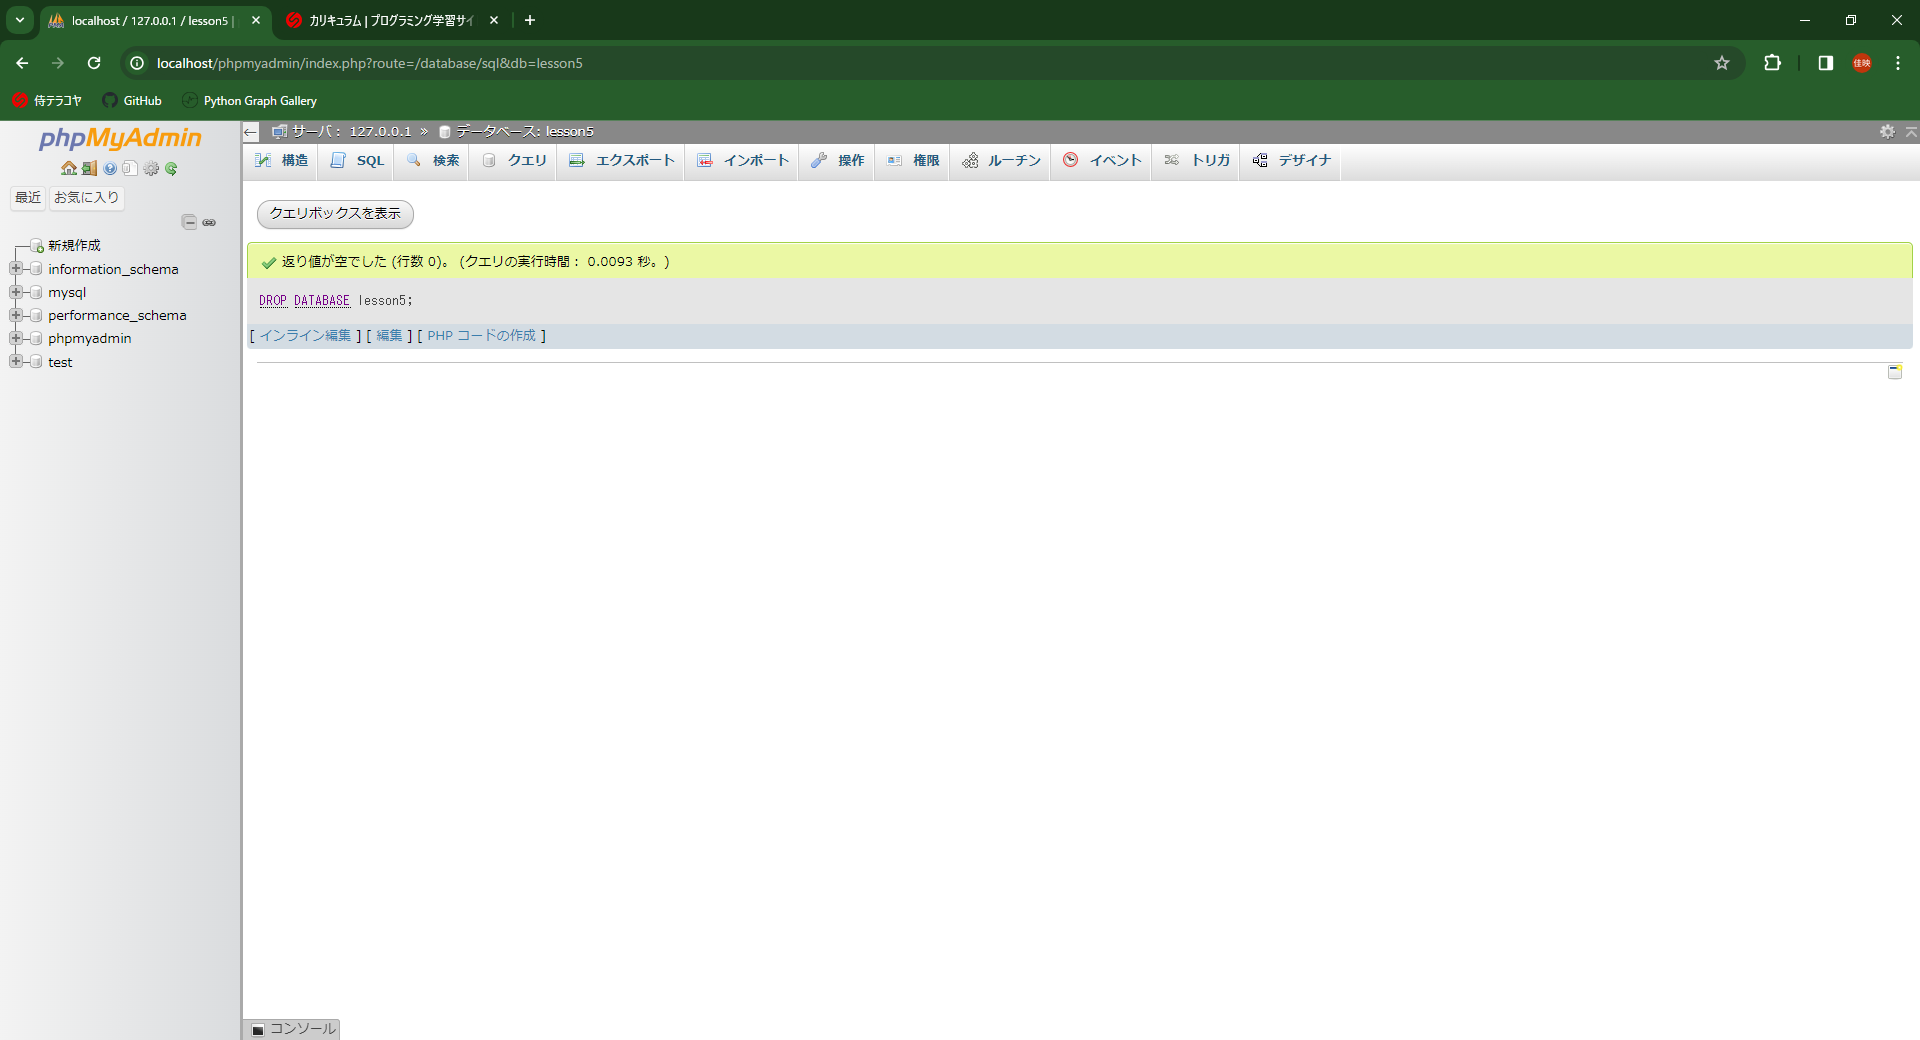 localhost / 127.0.0.1 / lesson5 |
カリキュラム | プログラミング学習サイ
localhost/phpmyadmin/index.php?route=/database/sql&db=lesson5
佳映
侍テラコヤ GitHub Python Graph Gallery
phpMyAdmin
最近 お気に入り
新規作成
information_schema
mysql
performance_schema
phpmyadmin
test
サーバ: 127.0.0.1 » データベース: lesson5
構造 SQL 検索 クエリ エクスポート インポート 操作 権限 ルーチン イベント トリガ デザイナ
クエリボックスを表示
返り値が空でした (行数 0)。 (クエリの実行時間: 0.0093 秒。)
DROP DATABASE lesson5;
[ インライン編集 ] [ 編集 ] [ PHP コードの作成 ]
コンソール